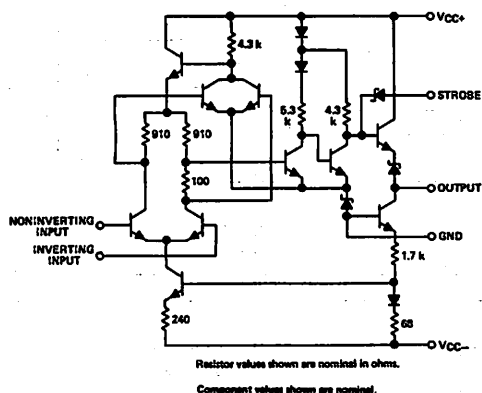 VCC+
4.3 k
STROBE
5.3 k
4.3 k
910
910
100
OUTPUT
NONINVERTING INPUT
INVERTING INPUT
GND
1.7 k
240
68
VCC−
Resistor values shown are nominal in ohms.
Component values shown are nominal.